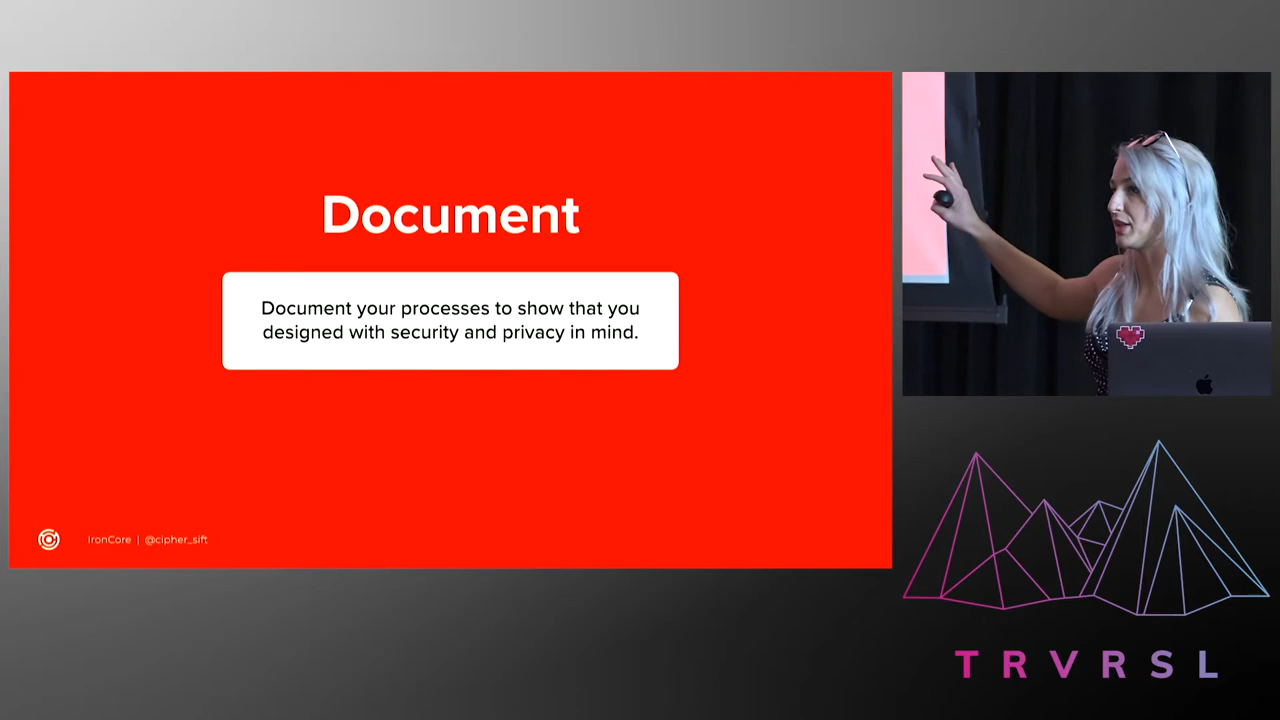 Document
Document your processes to show that you
designed with security and privacy in mind.
IronCore | @cipher_sift
TRVRSL